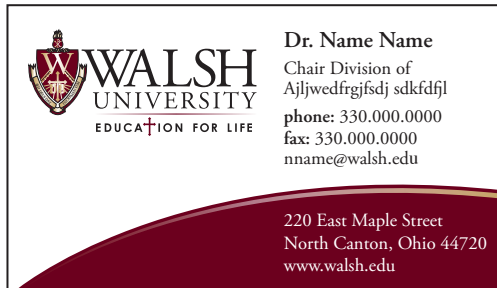 W
WALSH
UNIVERSITY
EDUCATION FOR LIFE
Dr. Name Name
Chair Division of
Ajljwedfrgjfsdj sdkfdfjl
phone: 330.000.0000
fax: 330.000.0000
nname@walsh.edu
220 East Maple Street
North Canton, Ohio 44720
www.walsh.edu